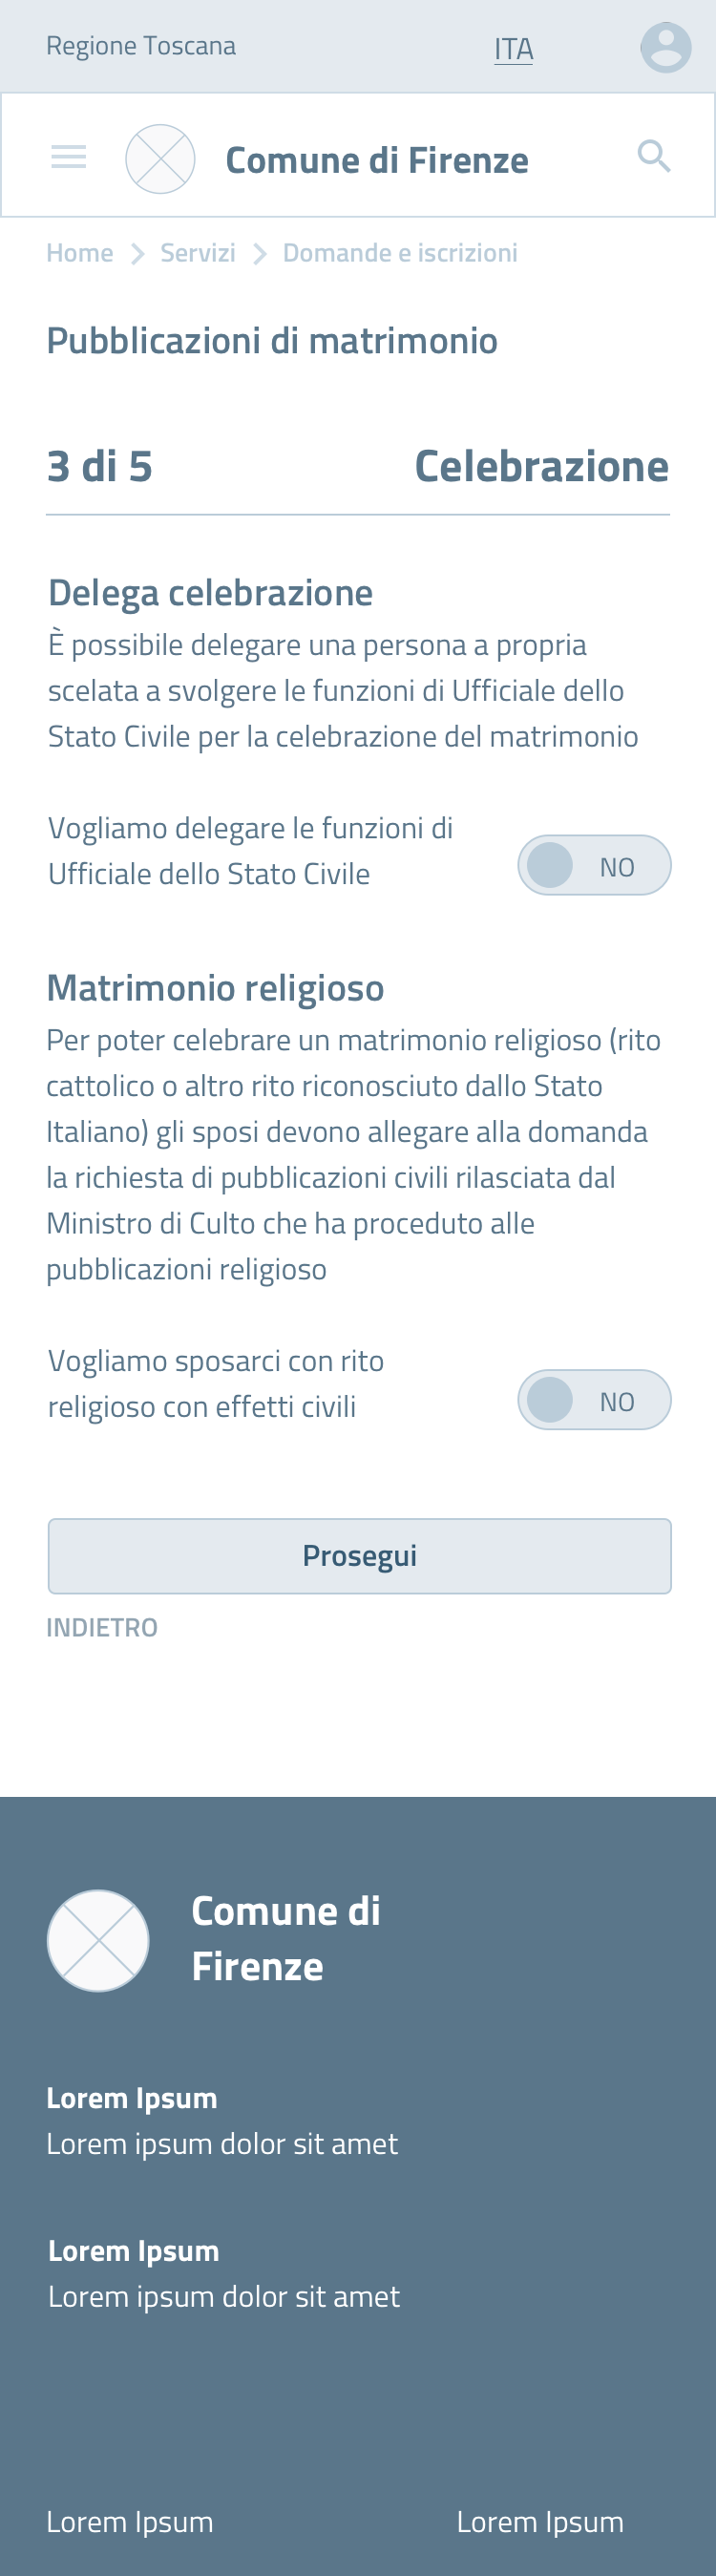 Regione Toscana
ITA
Comune di Firenze
Home Servizi Domande e iscrizioni
Pubblicazioni di matrimonio
3 di 5
Celebrazione
Delega celebrazione
È possibile delegare una persona a propria
scelata a svolgere le funzioni di Ufficiale dello
Stato Civile per la celebrazione del matrimonio
Vogliamo delegare le funzioni di
Ufficiale dello Stato Civile
NO
Matrimonio religioso
Per poter celebrare un matrimonio religioso (rito
cattolico o altro rito riconosciuto dallo Stato
Italiano) gli sposi devono allegare alla domanda
la richiesta di pubblicazioni civili rilasciata dal
Ministro di Culto che ha proceduto alle
pubblicazioni religioso
Vogliamo sposarci con rito
religioso con effetti civili
NO
Prosegui
INDIETRO
Comune di
Firenze
Lorem Ipsum
Lorem ipsum dolor sit amet
Lorem Ipsum
Lorem ipsum dolor sit amet
Lorem Ipsum
Lorem Ipsum